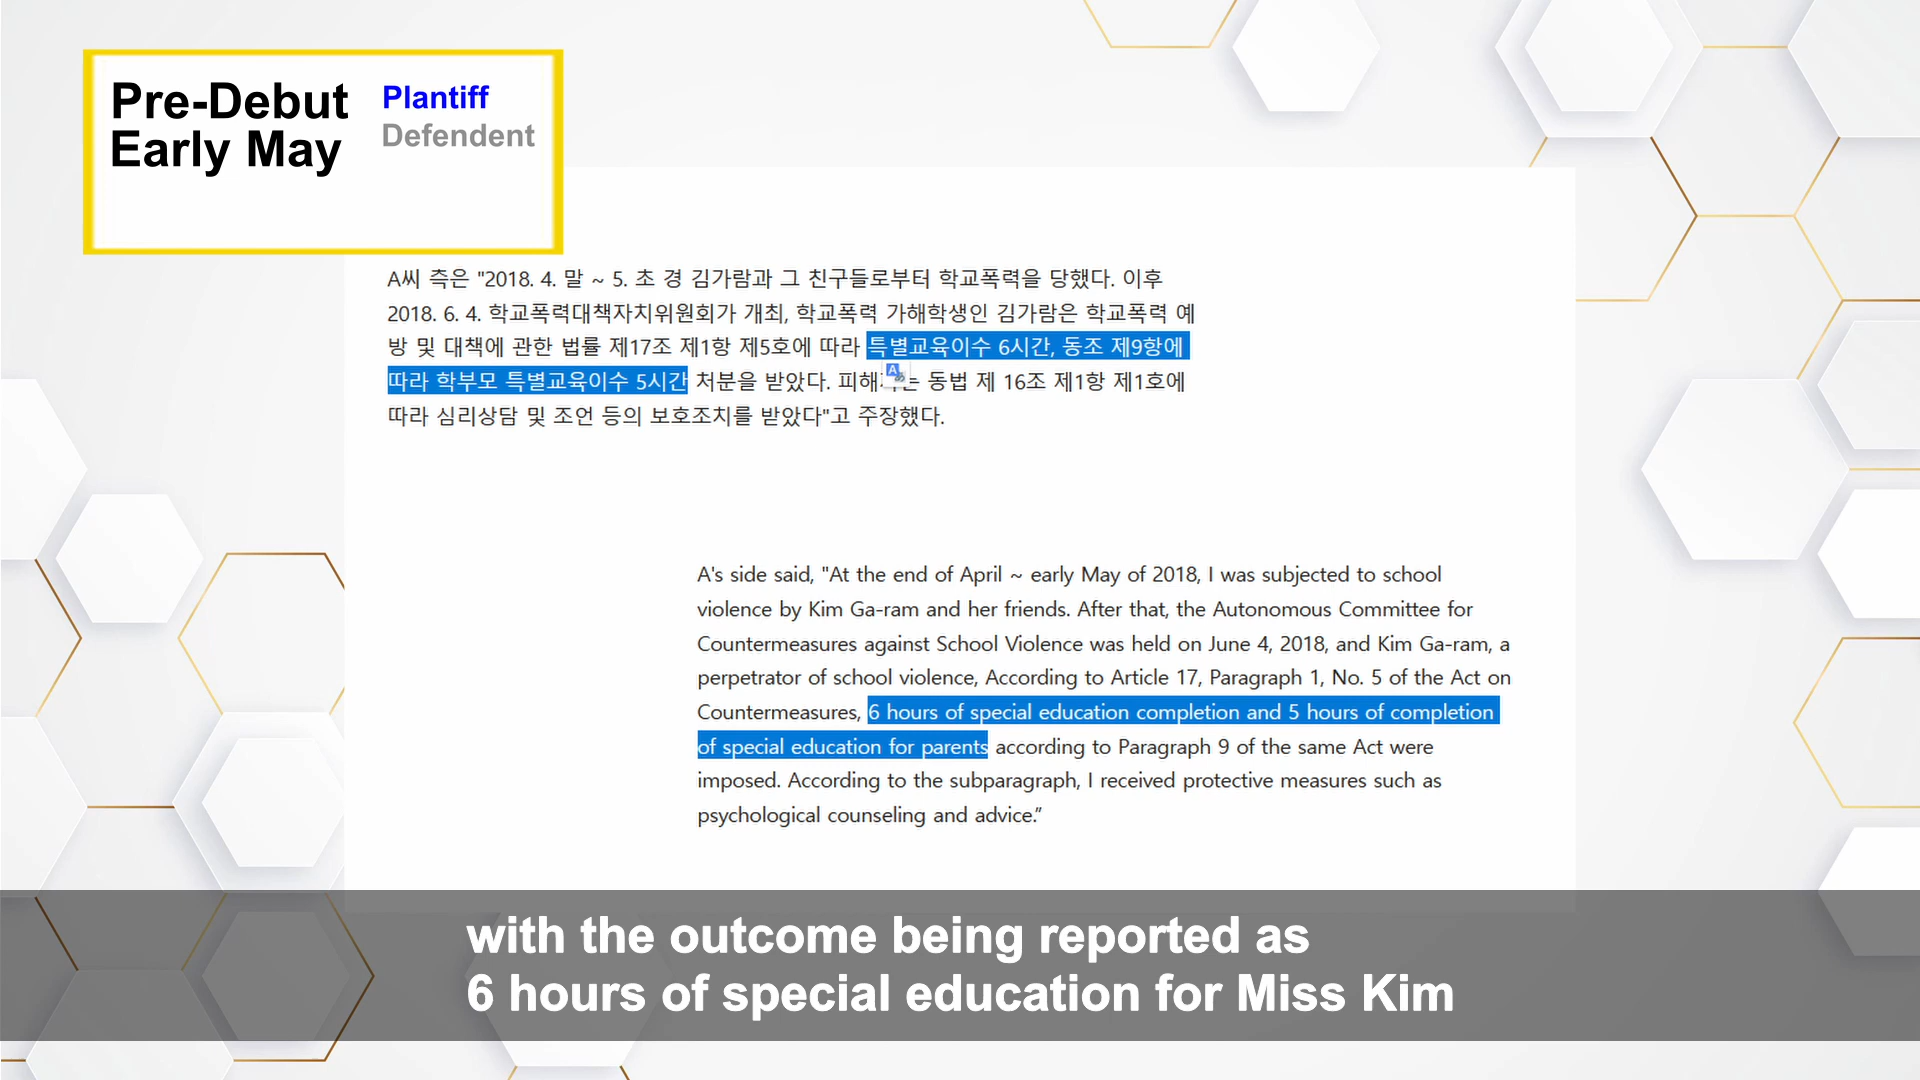 Pre-Debut
Early May
Plantiff
Defendent
A씨 측은 "2018. 4. 말 ~ 5. 초 경 김가람과 그 친구들로부터 학교폭력을 당했다. 이후
2018. 6. 4. 학교폭력대책자치위원회가 개최, 학교폭력 가해학생인 김가람은 학교폭력 예
방 및 대책에 관한 법률 제17조 제1항 제5호에 따라 특별교육이수 6시간, 동조 제9항에
따라 학부모 특별교육이수 5시간 처분을 받았다. 동법 제 16조 제1항 제1호에
따라 심리상담 및 조언 등의 보호조치를 받았다"고 주장했다.
A's side said, "At the end of April ~ early May of 2018, I was subjected to school
violence by Kim Ga-ram and her friends. After that, the Autonomous Committee for
Countermeasures against School Violence was held on June 4, 2018, and Kim Ga-ram, a
perpetrator of school violence, According to Article 17, Paragraph 1, No. 5 of the Act on
Countermeasures, 6 hours of special education completion and 5 hours of completion
of special education for parents according to Paragraph 9 of the same Act were
imposed. According to the subparagraph, I received protective measures such as
psychological counseling and advice.”
with the outcome being reported as
6 hours of special education for Miss Kim